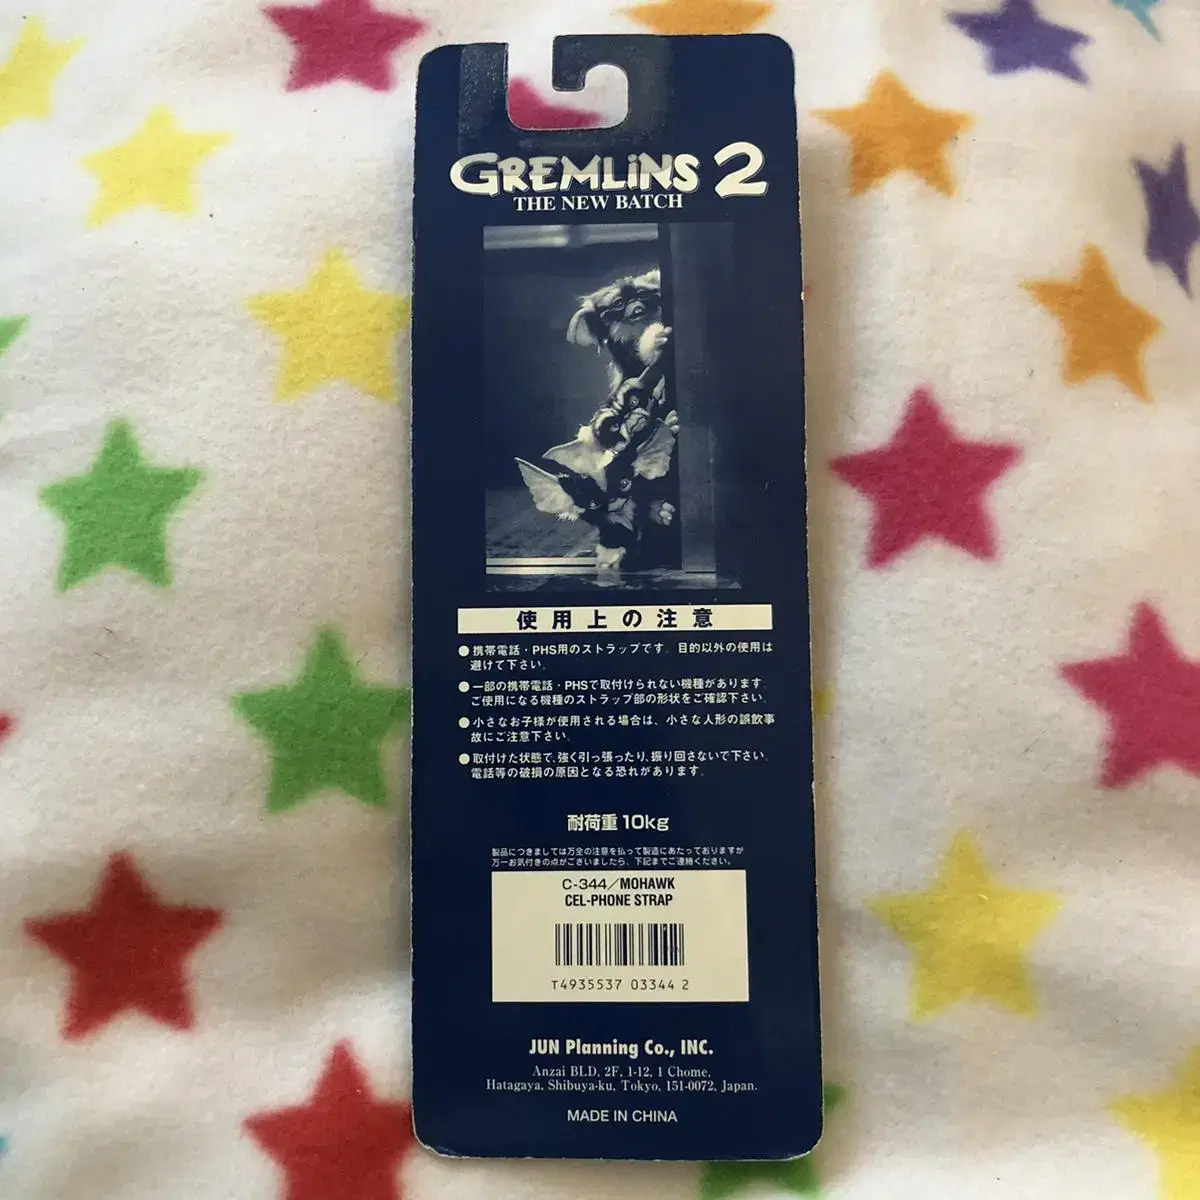 GREMLINS 2
THE NEW BATCH
使用上の注意
●携帯電話・PHS用のストラップです。目的以外の使用は
避けて下さい。
●一部の携帯電話・PHSで取付けられない機種があります。
ご使用になる機種のストラップ部の形状をご確認下さい。
●小さなお子様が使用される場合は、小さな人形の誤飲事
故にご注意下さい。
●取付けた状態で、強く引っ張ったり、振り回さないで下さい。
電話等の破損の原因となる恐れがあります。
耐荷重10kg
製品につきましては万全の注意を払って製造にあたっておりますが
万一お気付きの点がございましたら、下記までご連絡ください。
C-344/MOHAWK
CEL-PHONE STRAP
T4935537 03344 2
JUN Planning Co., INC.
Anzai BLD, 2F, 1-12, 1 Chome,
Hatagaya, Shibuya-ku, Tokyo, 151-0072, Japan.
MADE IN CHINA